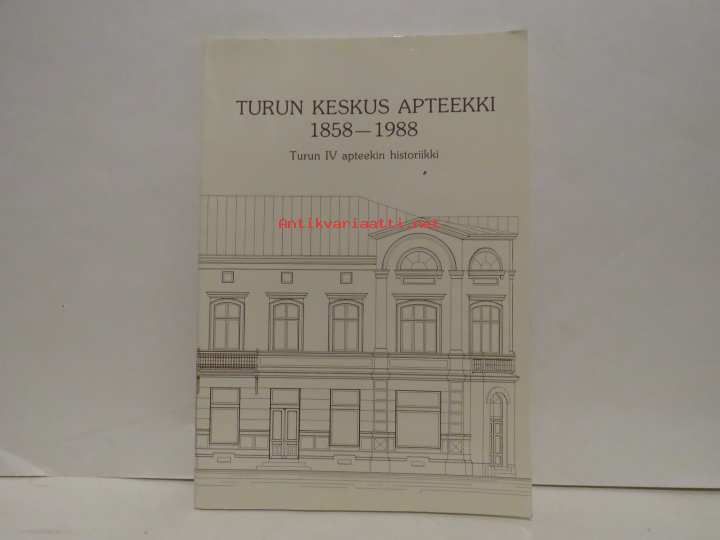 TURUN KESKUS APTEEKKI
1858—1988
Turun IV apteekin historiikki
Antikvariaatti.net